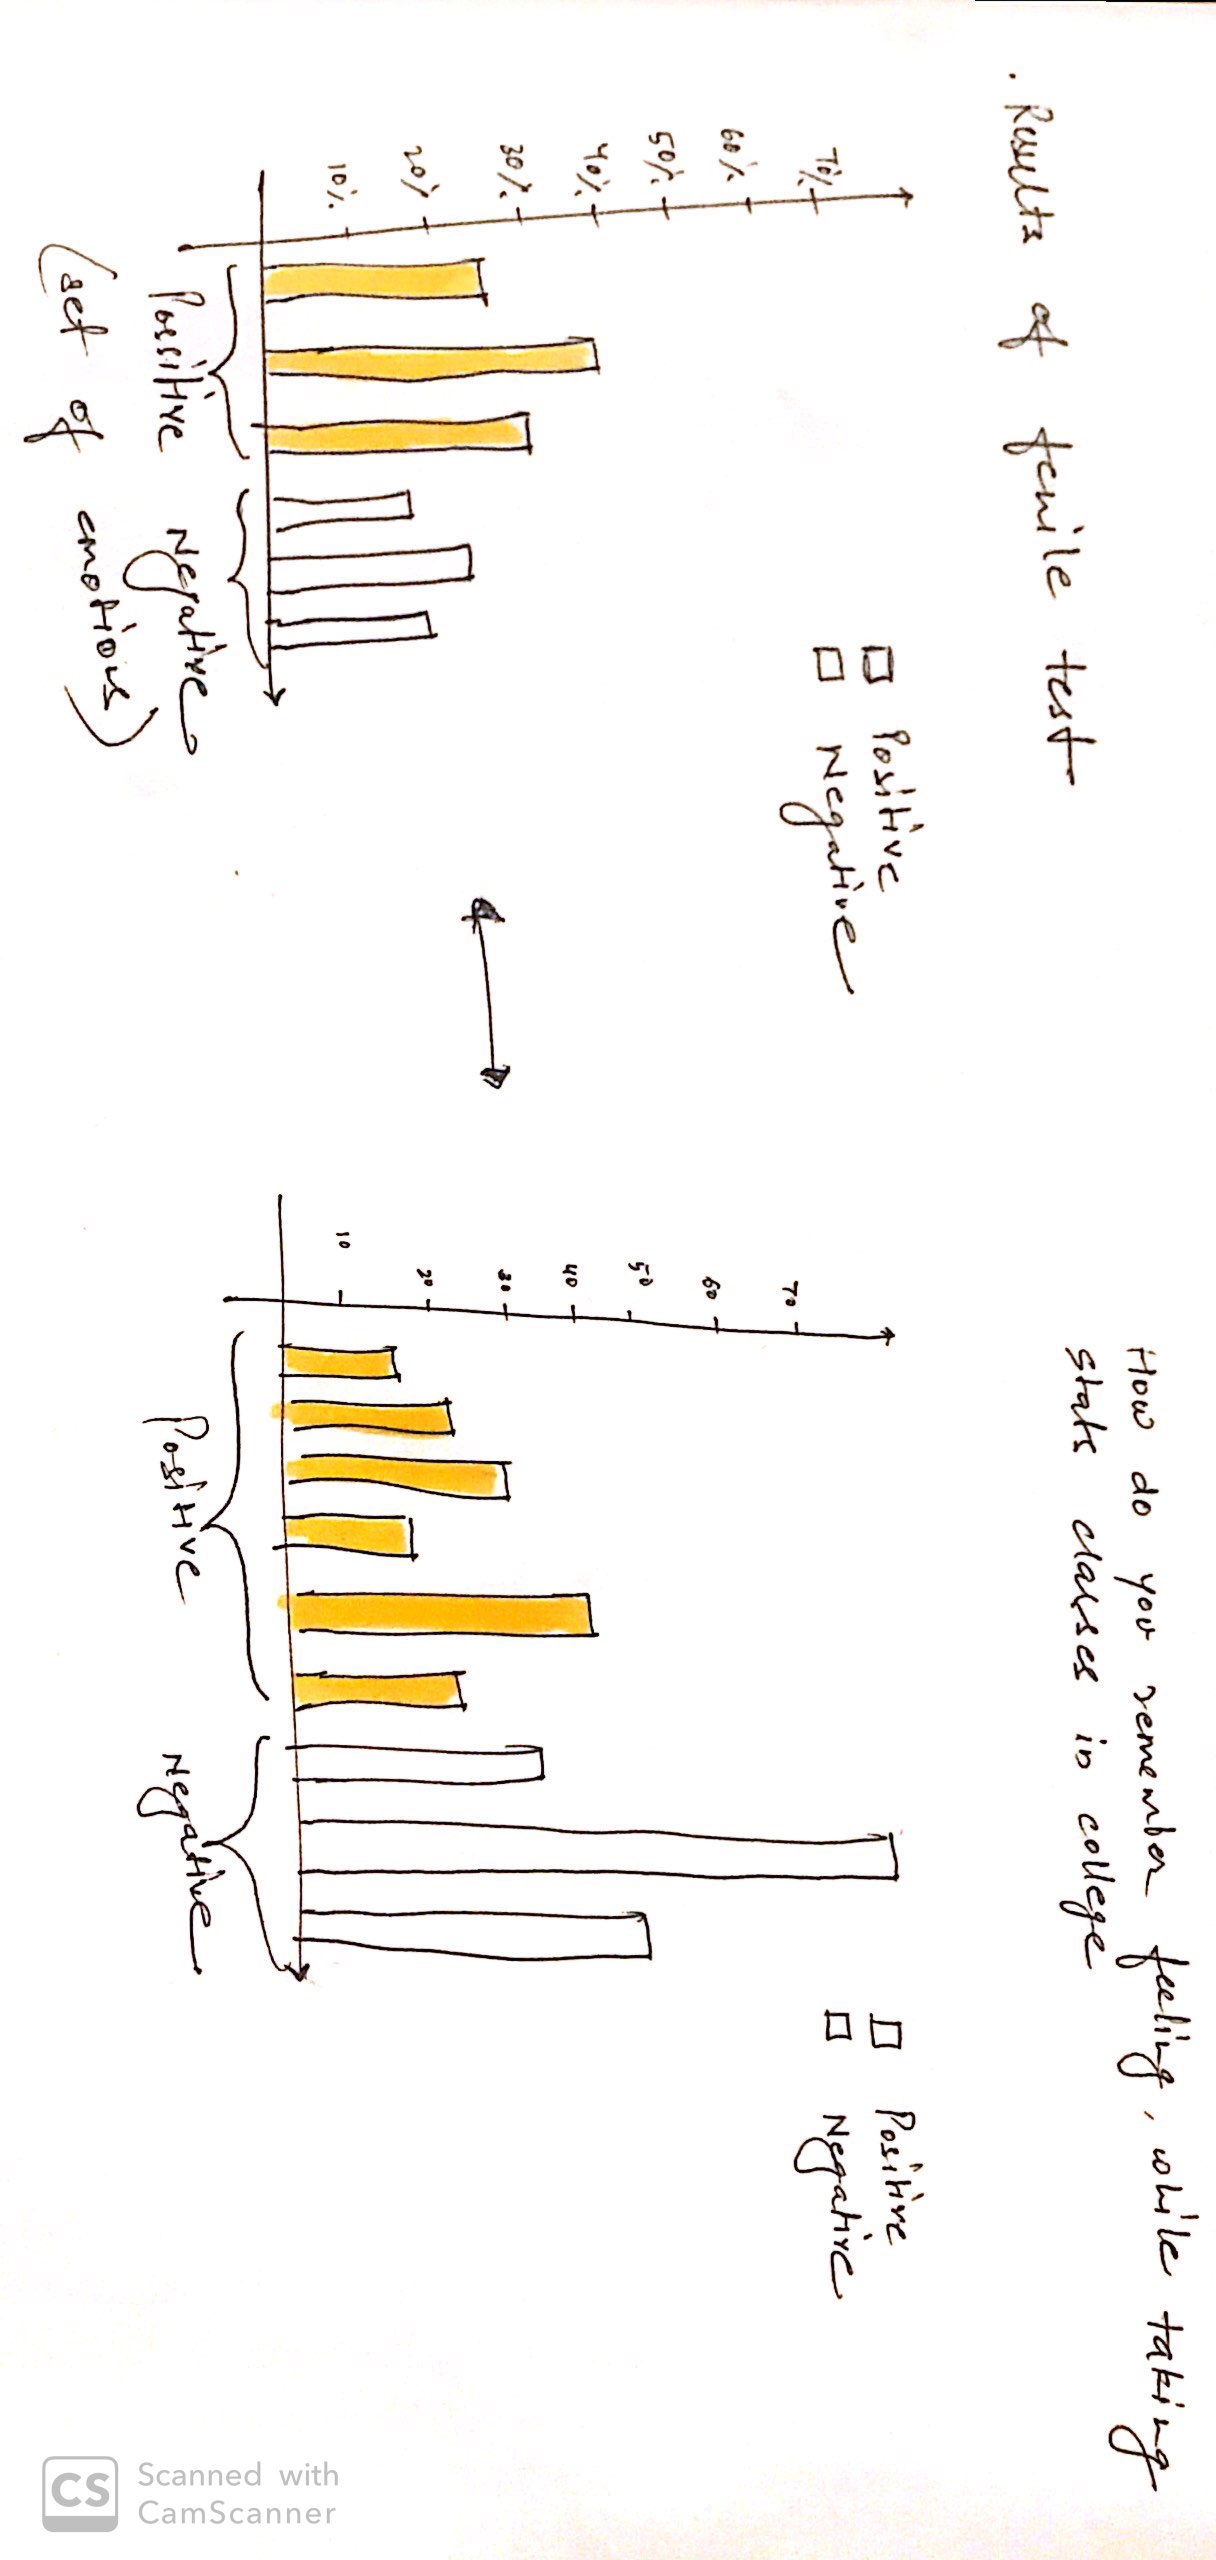 How do you remember feeling, while taking
stats classes in college
. Results of
test
Positive
Negative
70%
60%
50%
40%
30%
20%
10%
Possitive Negative
(set of emotions)
Positive
Negative
70
60
50
40
30
20
10
Positive Negative
Scanned with
CamScanner
CS